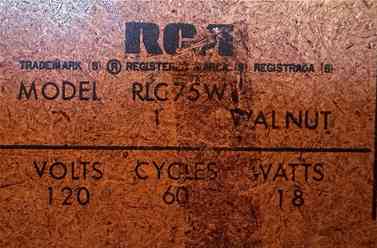 RCA
TRADEMARK (S) ® REGISTERED MARCA (S) REGISTRADA (S)
MODEL RLC75W
1 WALNUT
VOLTS CYCLES WATTS
120 60 18